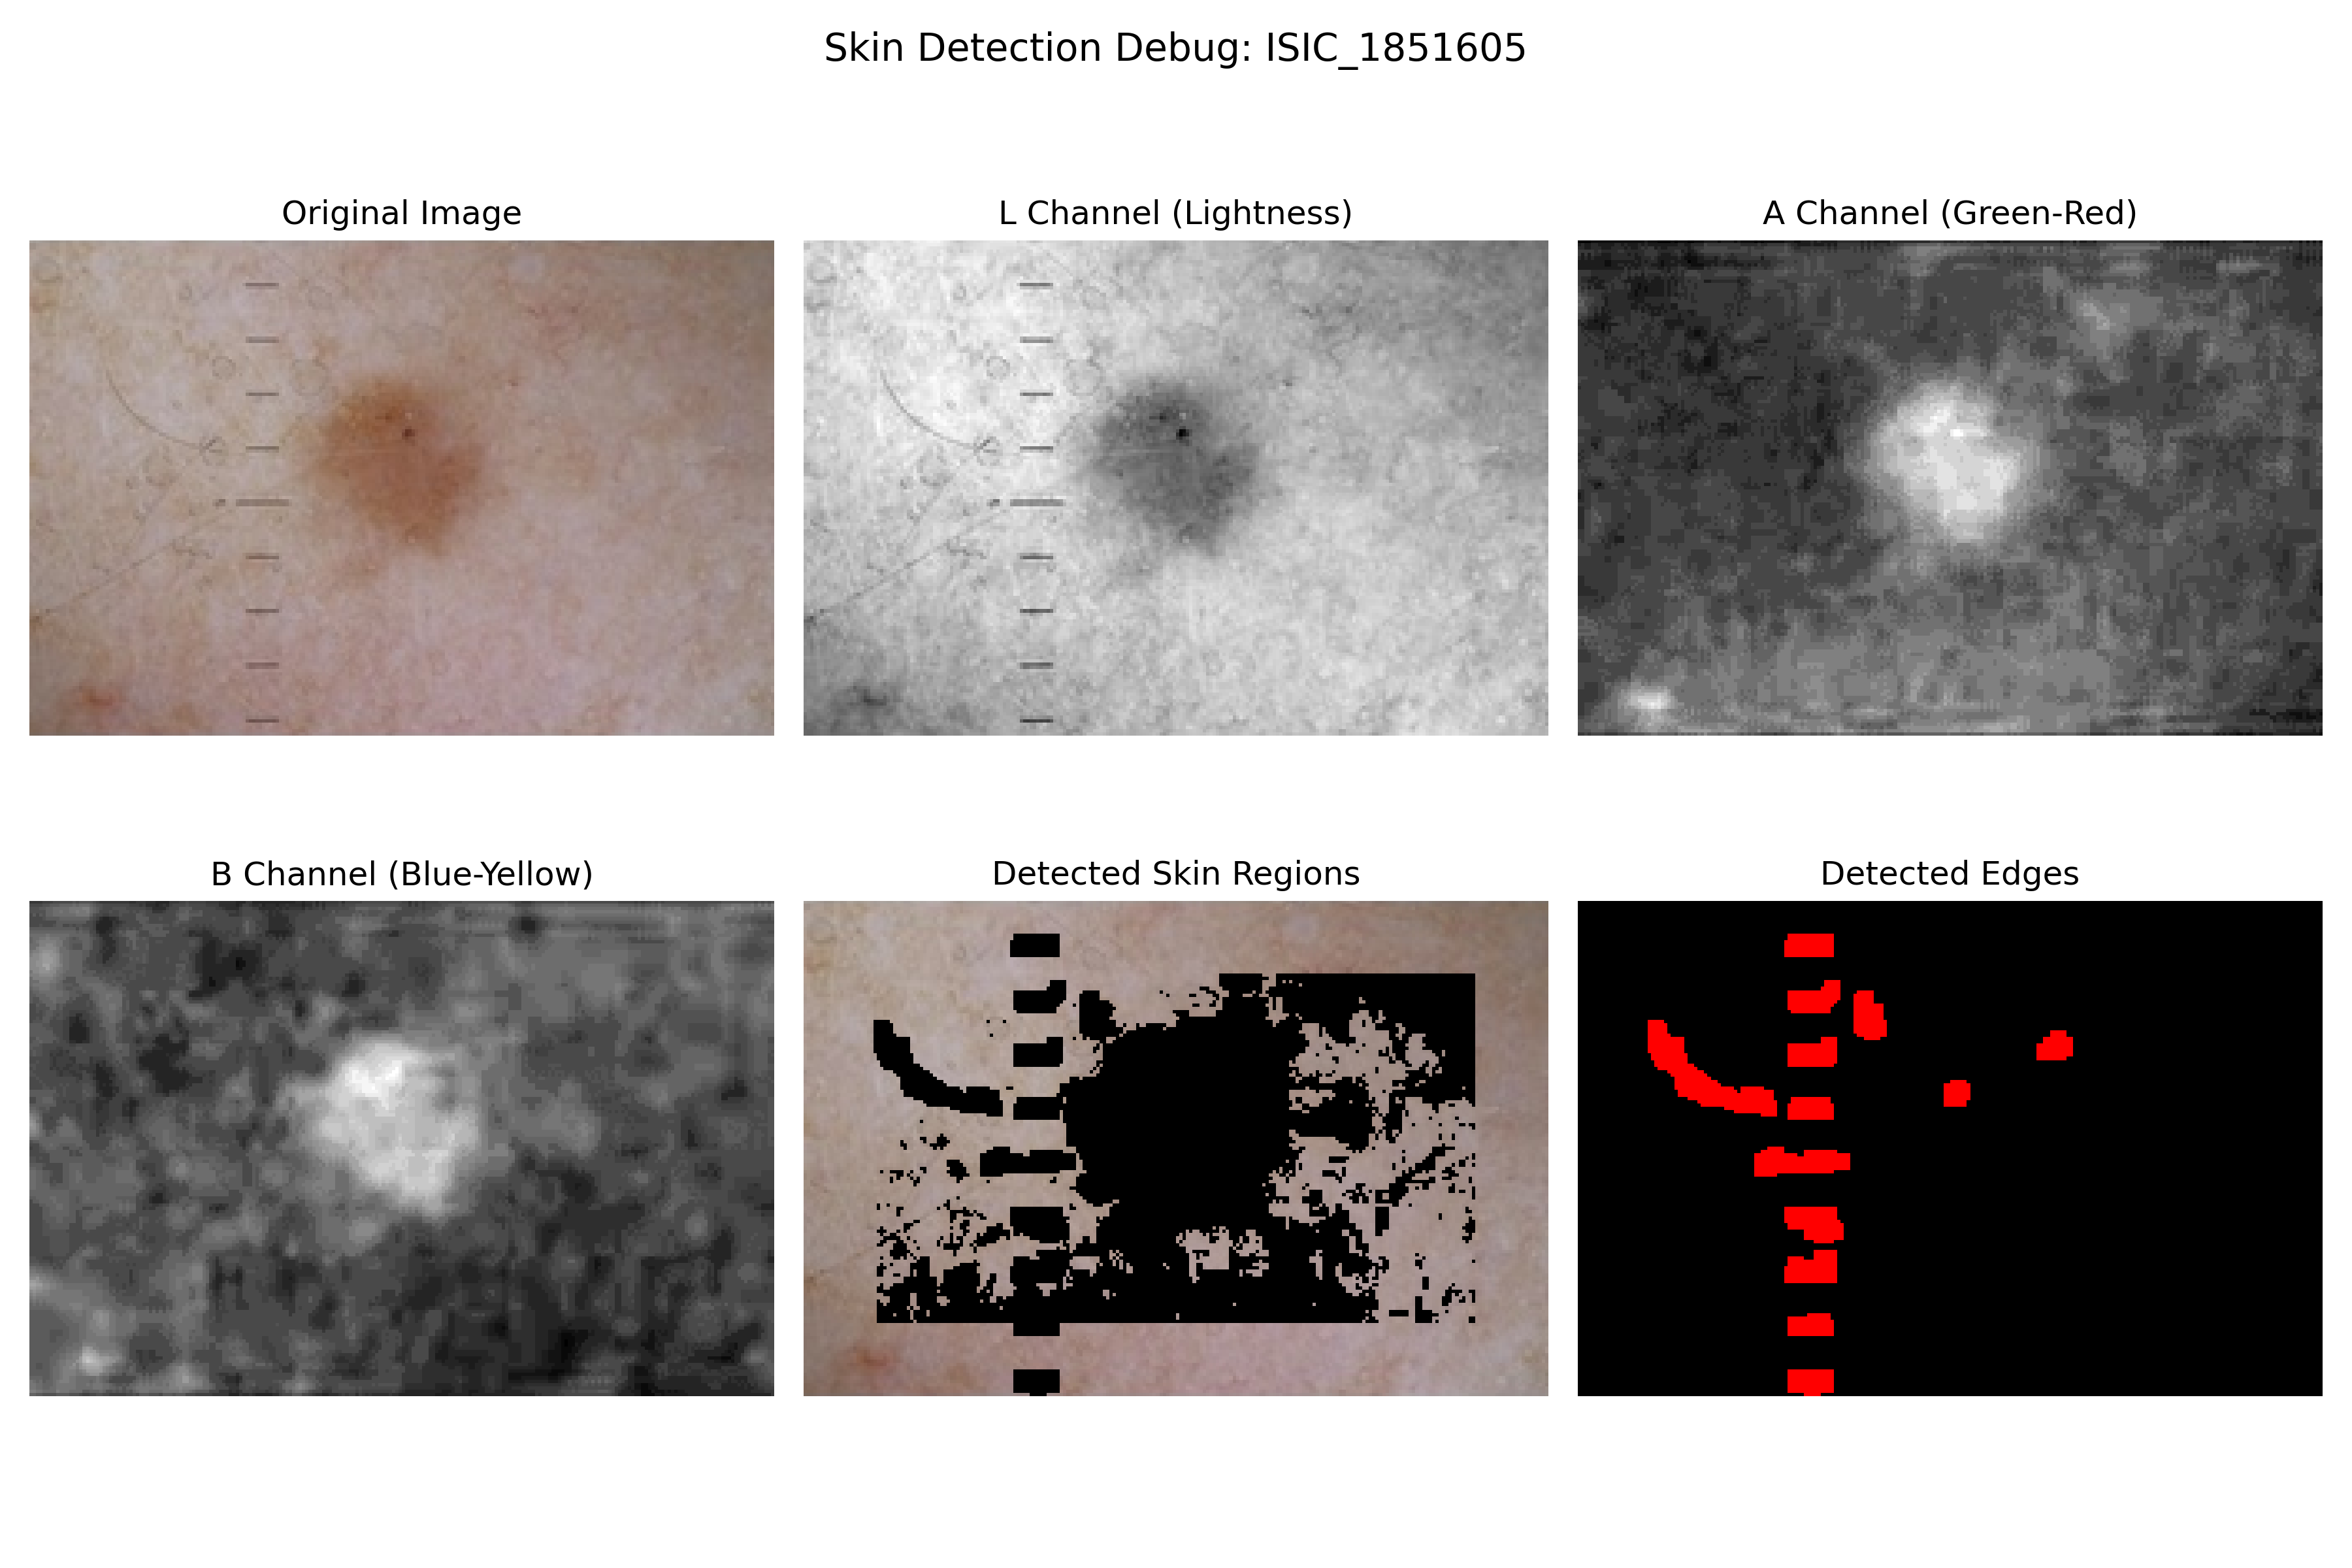 Skin Detection Debug: ISIC_1851605
Original Image
L Channel (Lightness)
A Channel (Green-Red)
B Channel (Blue-Yellow)
Detected Skin Regions
Detected Edges